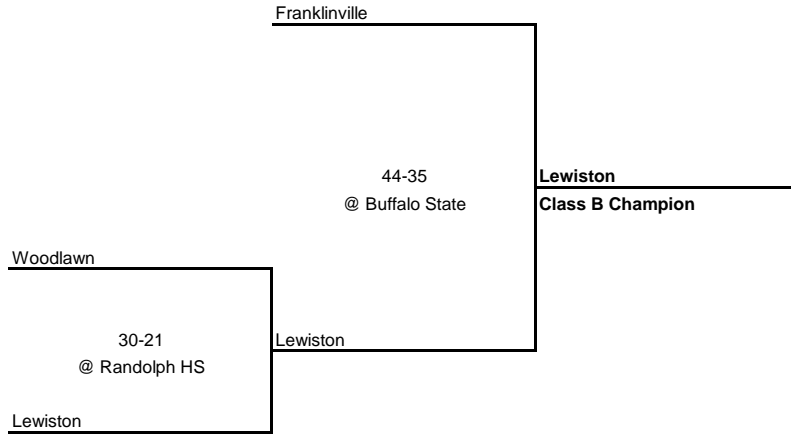 Franklinville
44-35
Lewiston
@ Buffalo State
Class B Champion
Woodlawn
30-21
Lewiston
@ Randolph HS
Lewiston